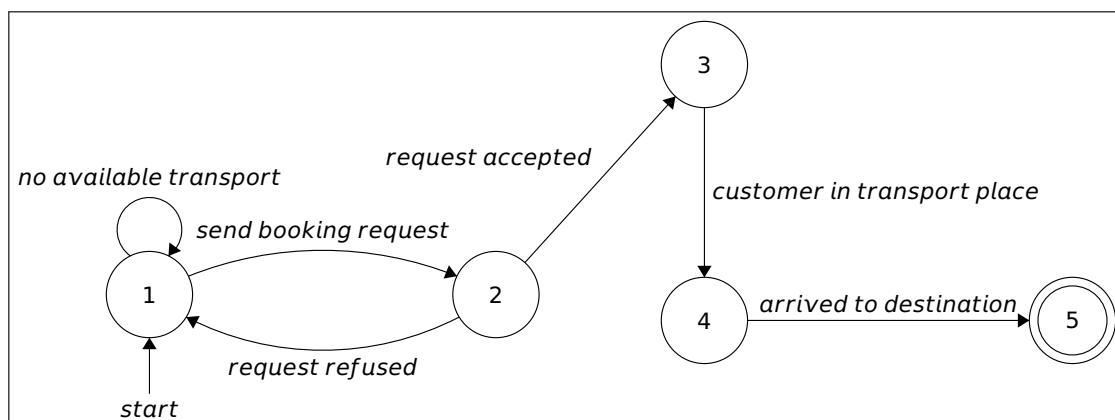 3
request accepted
no available transport
customer in transport place
send booking request
1
2
4
arrived to destination
5
request refused
start